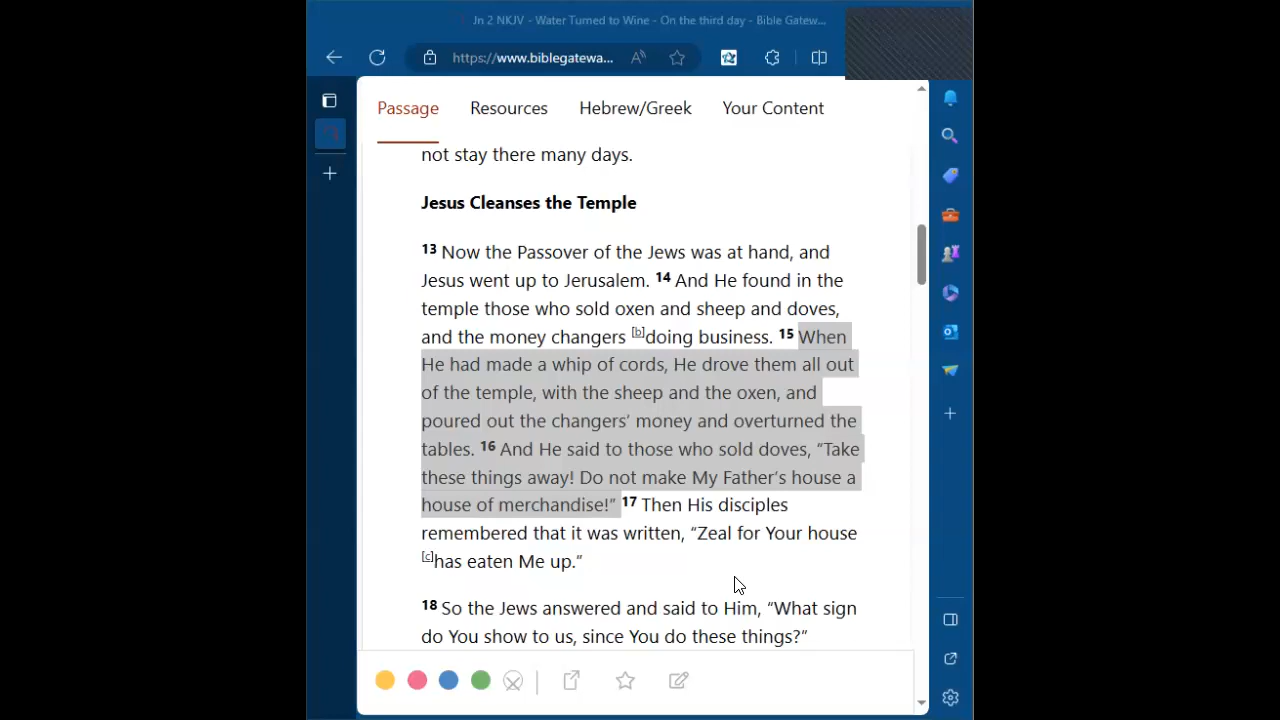 Jn 2 NKJV - Water Turned to Wine - On the third day - Bible Gatew...
https://www.biblegatewa...
Passage Resources Hebrew/Greek Your Content
not stay there many days.
Jesus Cleanses the Temple
13 Now the Passover of the Jews was at hand, and
Jesus went up to Jerusalem. 14 And He found in the
temple those who sold oxen and sheep and doves,
and the money changers [b]doing business. 15 When
He had made a whip of cords, He drove them all out
of the temple, with the sheep and the oxen, and
poured out the changers’ money and overturned the
tables. 16 And He said to those who sold doves, “Take
these things away! Do not make My Father’s house a
house of merchandise!” 17 Then His disciples
remembered that it was written, “Zeal for Your house
[c]has eaten Me up.”
18 So the Jews answered and said to Him, “What sign
do You show to us, since You do these things?”